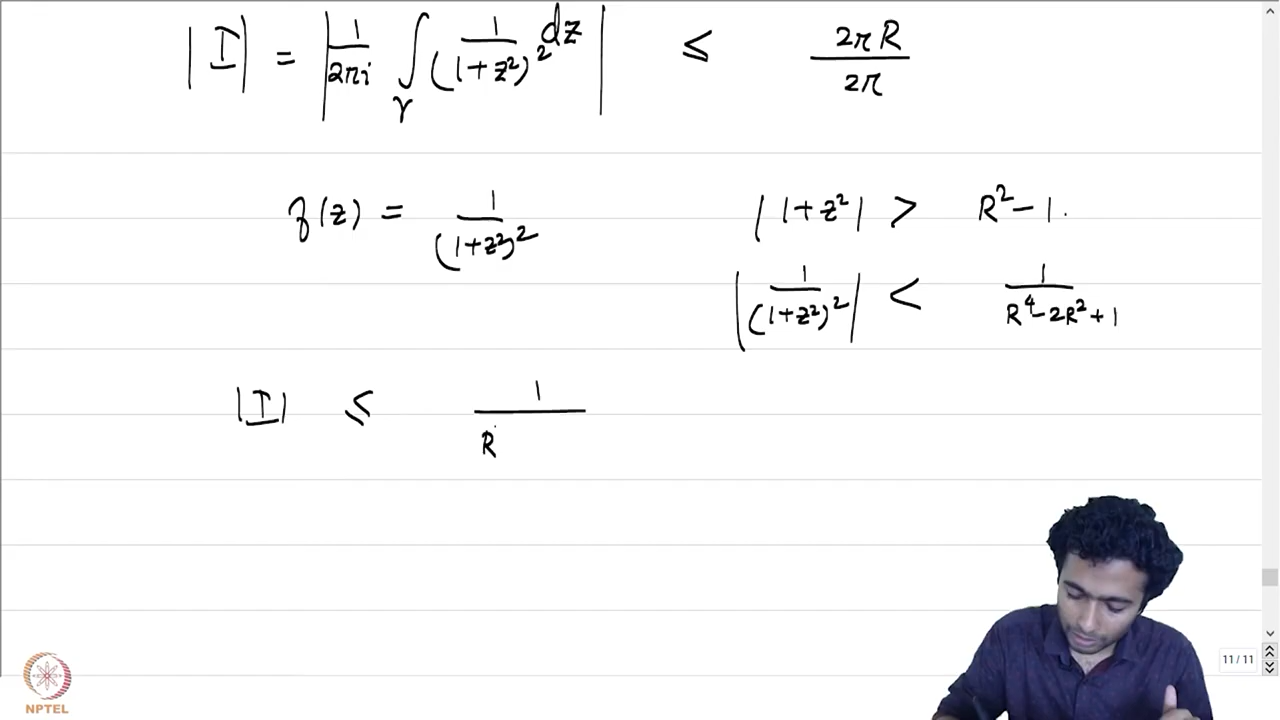 |I| = | 1/2πi ∫γ 1/(1+z²)² dz | ≤ 2πR/2π
f(z) = 1/(1+z²)² |1+z²| > R²-1.
|1/(1+z²)²| < 1/R⁴-2R²+1
|I| ≤ 1/R
11/11
NPTEL